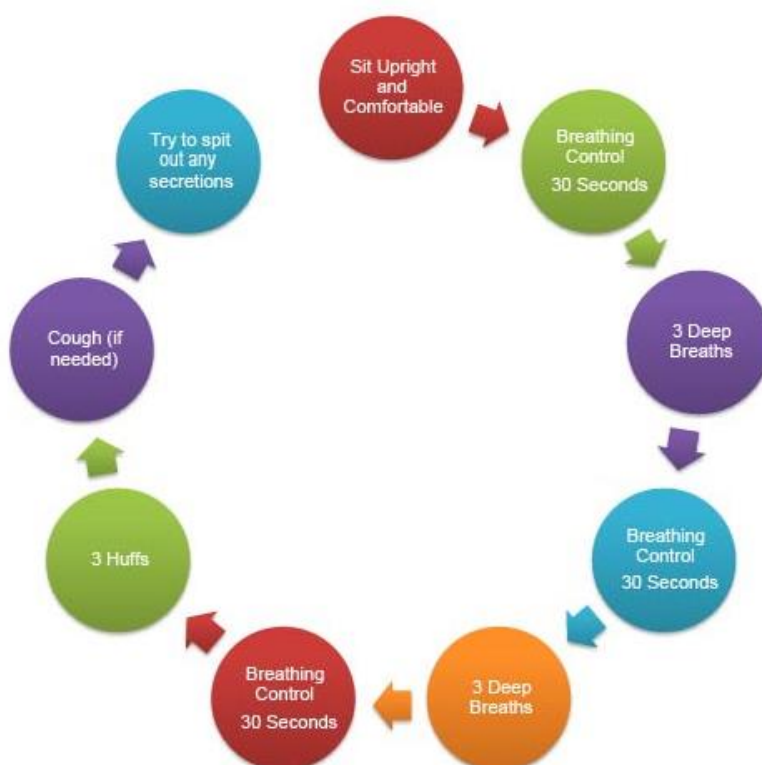 Sit Upright
and
Comfortable
Breathing
Control
30 Seconds
3 Deep
Breaths
Breathing
Control
30 Seconds
3 Deep
Breaths
Breathing
Control
30 Seconds
3 Huffs
Cough (if
needed)
Try to spit
out any
secretions